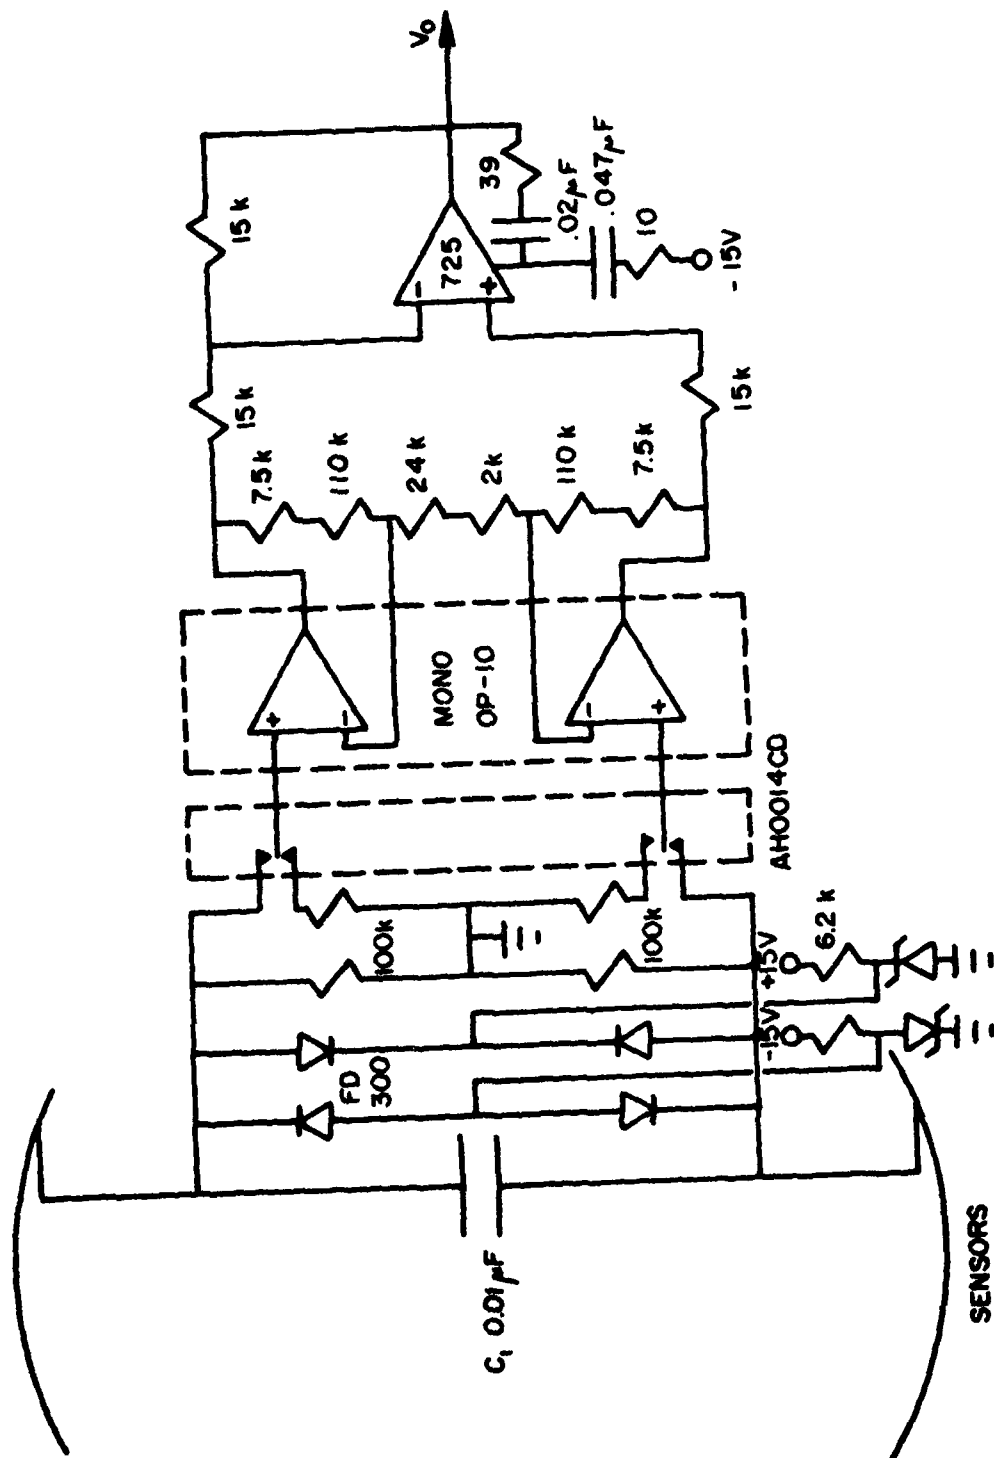 V₀
15k
39
.02μF
.047μF
10
-15V
725
-
+
15k
15k
7.5k
110k
24k
2k
110k
7.5k
+
-
MONO
OP-10
-
+
AH0014CD
100k
100k
+15V
6.2k
-15V
FD
300
C₁ 0.01μF
SENSORS